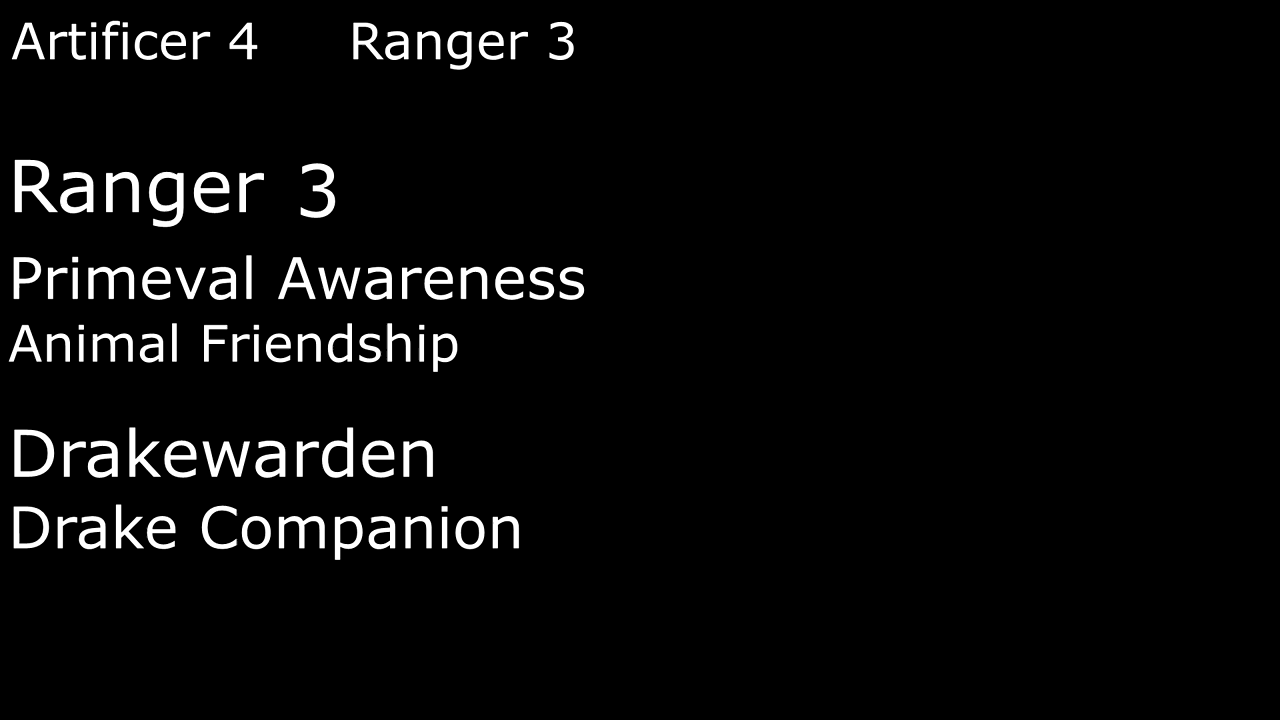 Artificer 4 Ranger 3
Ranger 3
Primeval Awareness
Animal Friendship
Drakewarden
Drake Companion